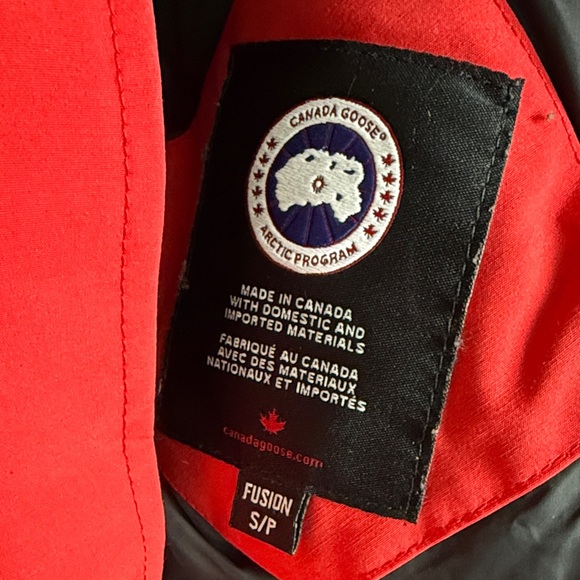 CANADA GOOSE®
ARCTIC PROGRAM
MADE IN CANADA
WITH DOMESTIC AND
IMPORTED MATERIALS
FABRIQUÉ AU CANADA
AVEC DES MATERIAUX
NATIONAUX ET IMPORTÉS
canadagoose.com
FUSION
S/P